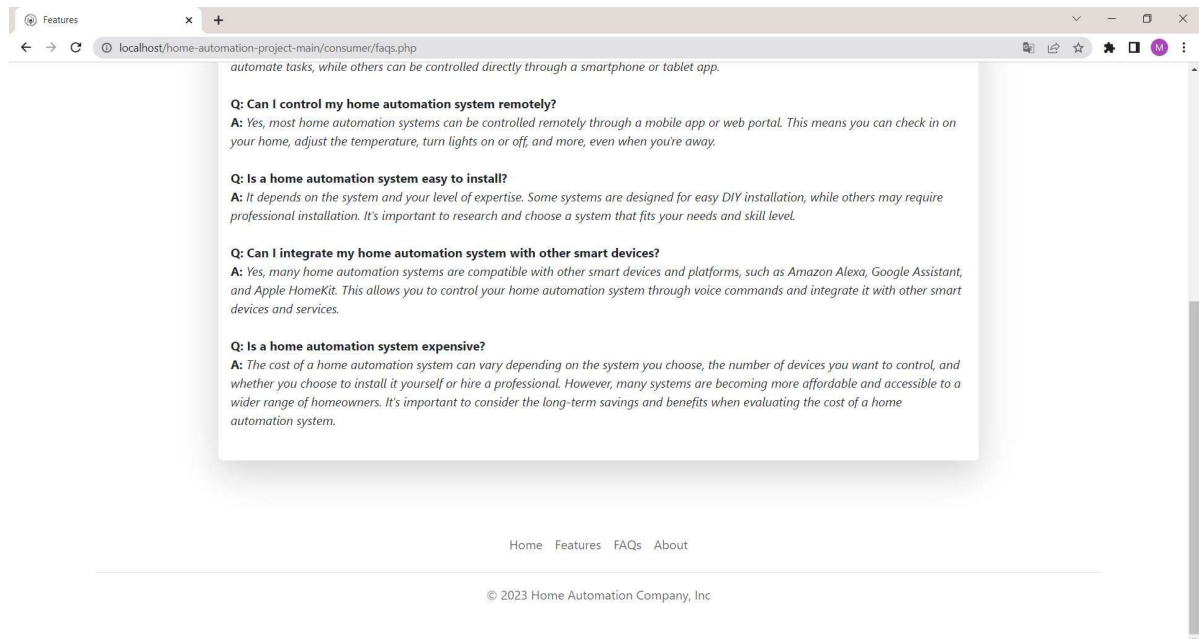 Features
localhost/home-automation-project-main/consumer/faqs.php
M
automate tasks, while others can be controlled directly through a smartphone or tablet app.
Q: Can I control my home automation system remotely?
A: Yes, most home automation systems can be controlled remotely through a mobile app or web portal. This means you can check in on
your home, adjust the temperature, turn lights on or off, and more, even when you're away.
Q: Is a home automation system easy to install?
A: It depends on the system and your level of expertise. Some systems are designed for easy DIY installation, while others may require
professional installation. It's important to research and choose a system that fits your needs and skill level.
Q: Can I integrate my home automation system with other smart devices?
A: Yes, many home automation systems are compatible with other smart devices and platforms, such as Amazon Alexa, Google Assistant,
and Apple HomeKit. This allows you to control your home automation system through voice commands and integrate it with other smart
devices and services.
Q: Is a home automation system expensive?
A: The cost of a home automation system can vary depending on the system you choose, the number of devices you want to control, and
whether you choose to install it yourself or hire a professional. However, many systems are becoming more affordable and accessible to a
wider range of homeowners. It's important to consider the long-term savings and benefits when evaluating the cost of a home
automation system.
Home Features FAQs About
© 2023 Home Automation Company, Inc